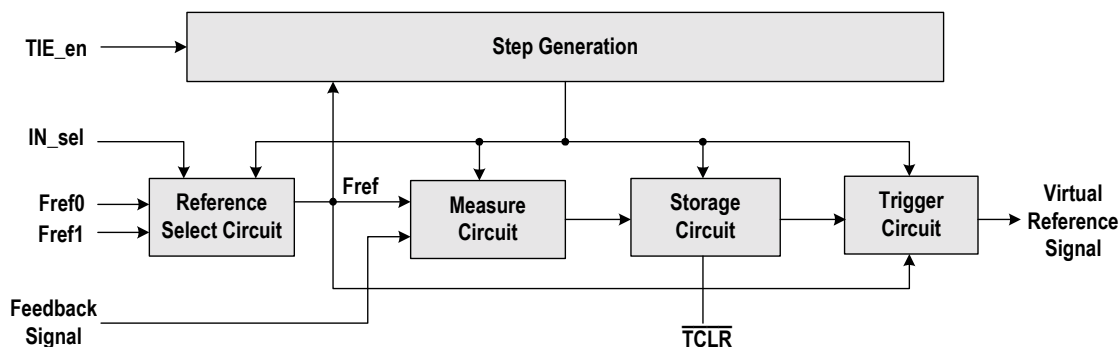 Step Generation
TIE_en
IN_sel
Fref0
Fref1
Reference
Select Circuit
Fref
Measure
Circuit
Storage
Circuit
Trigger
Circuit
Virtual
Reference
Signal
Feedback
Signal
TCLR